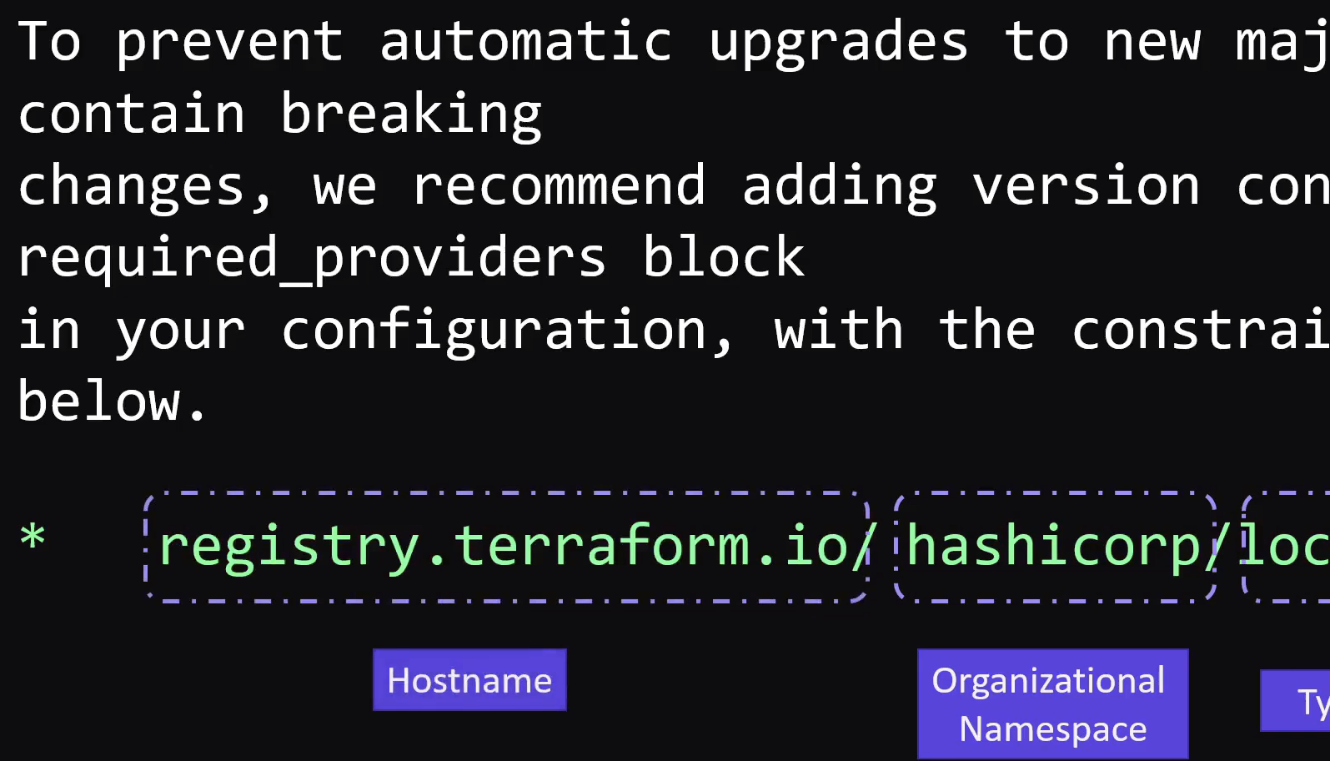 To prevent automatic upgrades to new maj
contain breaking
changes, we recommend adding version con
required_providers block
in your configuration, with the constrai
below.
* registry.terraform.io/ hashicorp/loc
Hostname
Organizational
Namespace
Ty